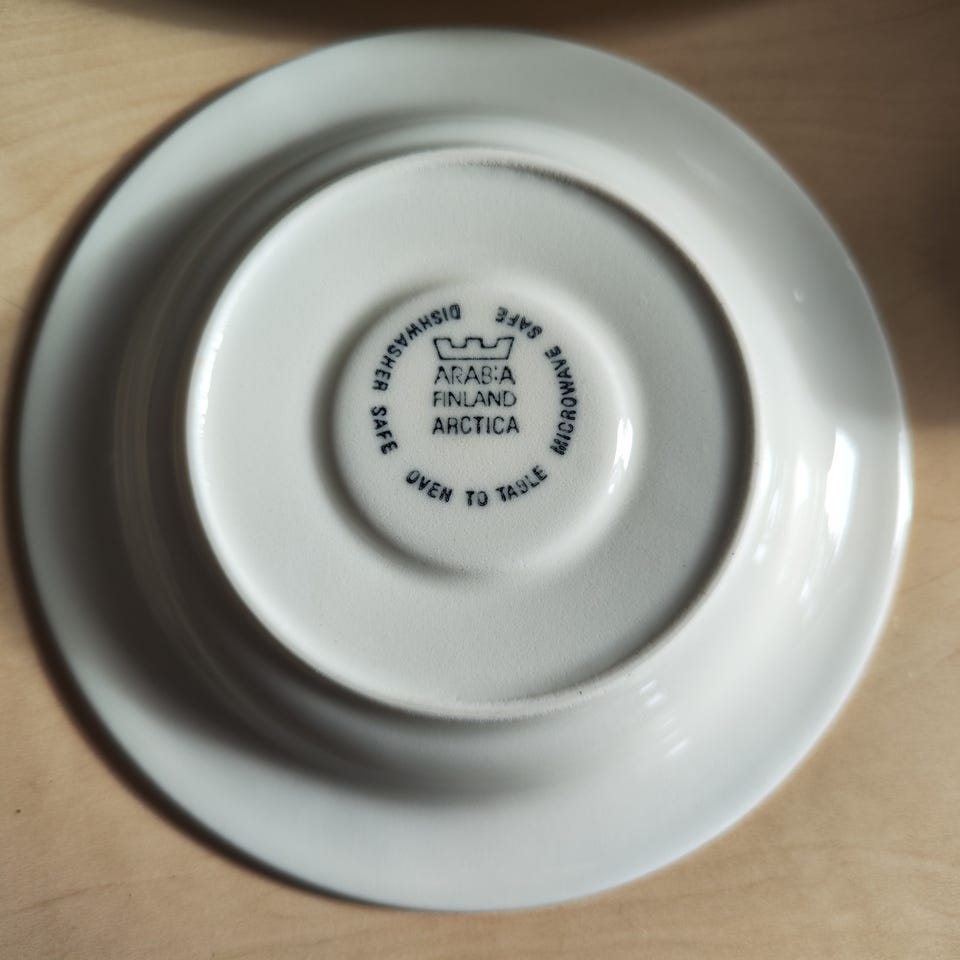 ARABIA
FINLAND
ARCTICA
DISHWASHER SAFE
OVEN TO TABLE
MICROWAVE SAFE